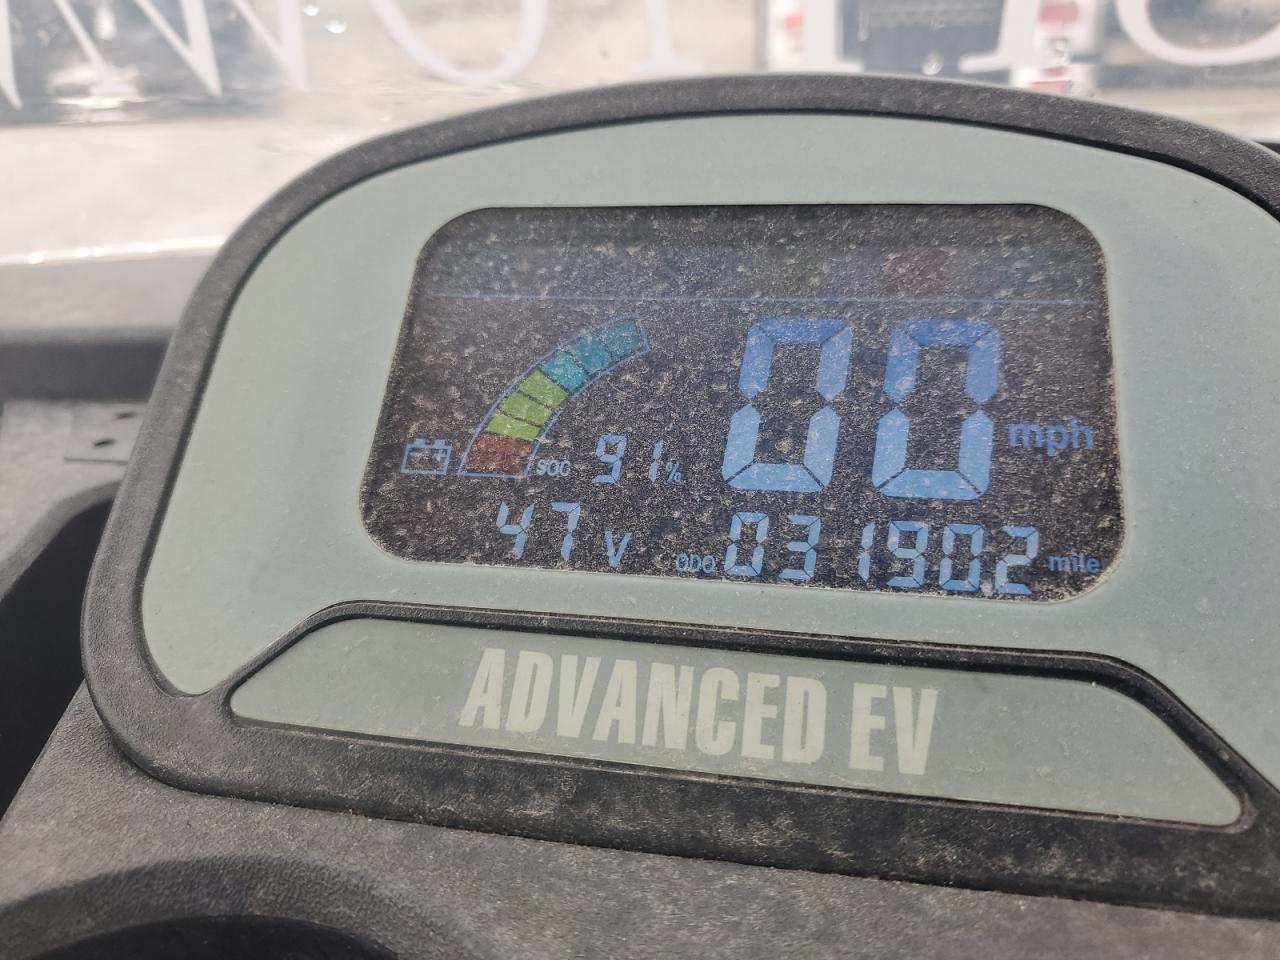 00 mph
SOC 91 %
47 V ODO 031902 mile
ADVANCED EV